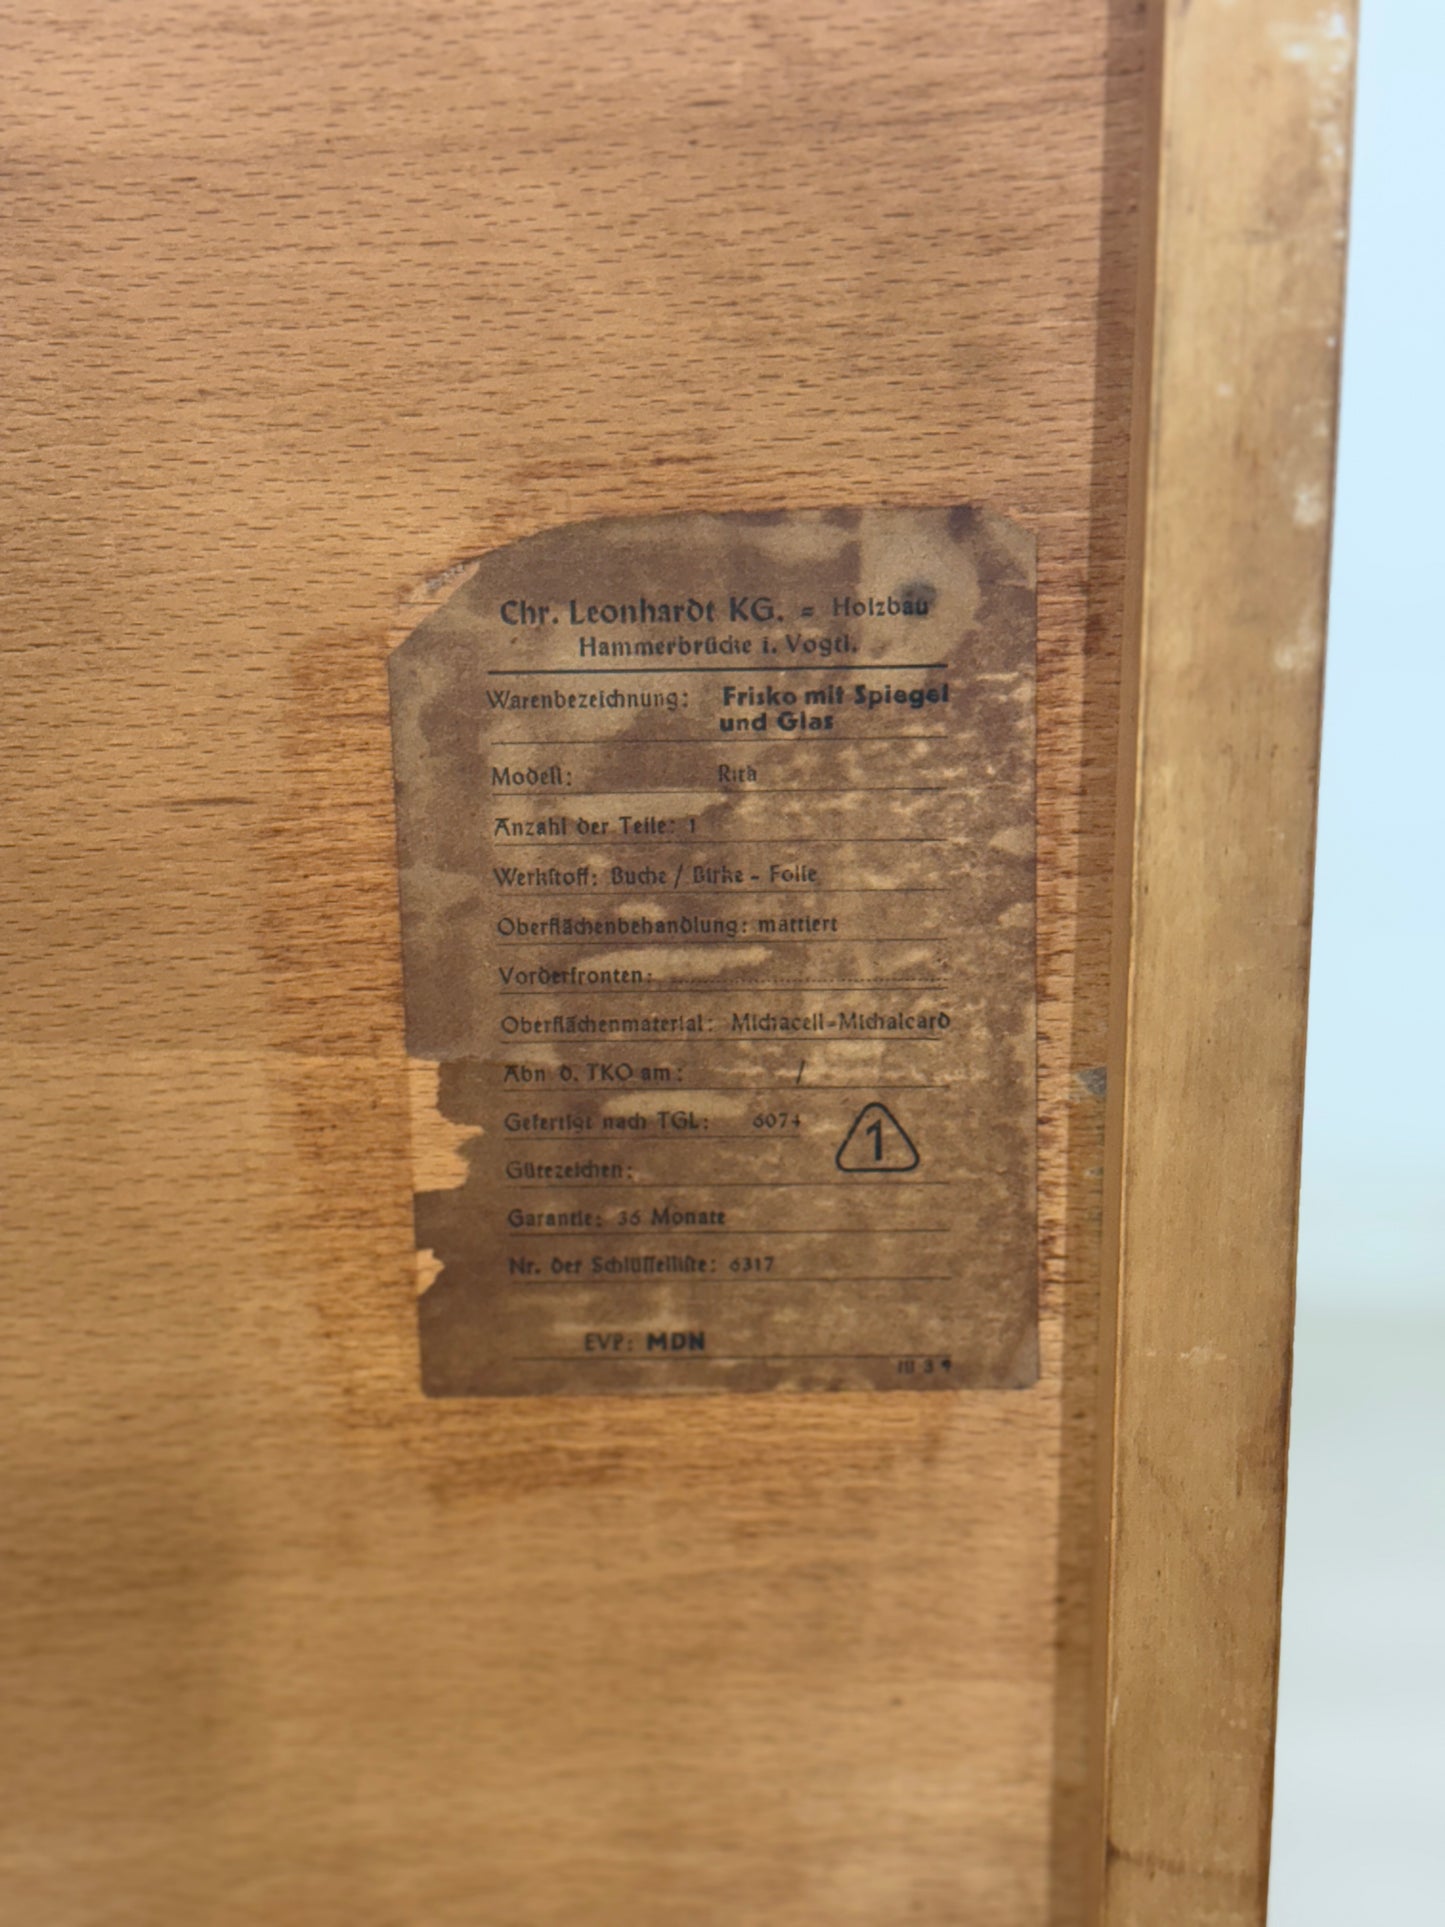 Chr. Leonhardt KG. = Holzbau
Hammerbrücke i. Vogtl.
Warenbezeichnung: Frisko mit Spiegel
und Glas
Modell: Rita
Anzahl der Teile: 1
Werkstoff: Buche / Birke - Folie
Oberflächenbehandlung: mattiert
Vorderfronten:
Oberflächenmaterial: Michacell-Michalcard
Abn. d. TKO am: /
Gefertigt nach TGL: 6074
1
Gütezeichen:
Garantie: 36 Monate
Nr. der Schlüsselliste: 6317
EVP: MDN